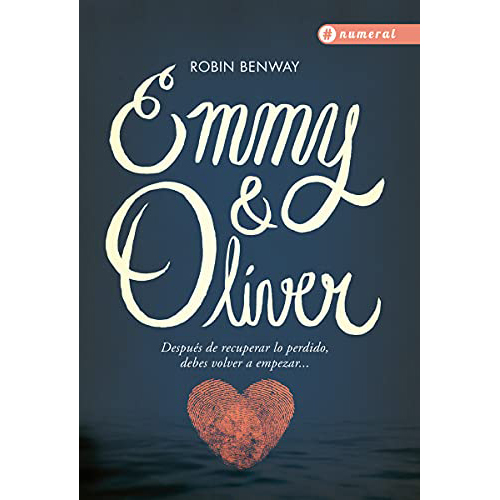 # numeral
ROBIN BENWAY
Emmy
&
Oliver
Después de recuperar lo perdido,
debes volver a empezar...